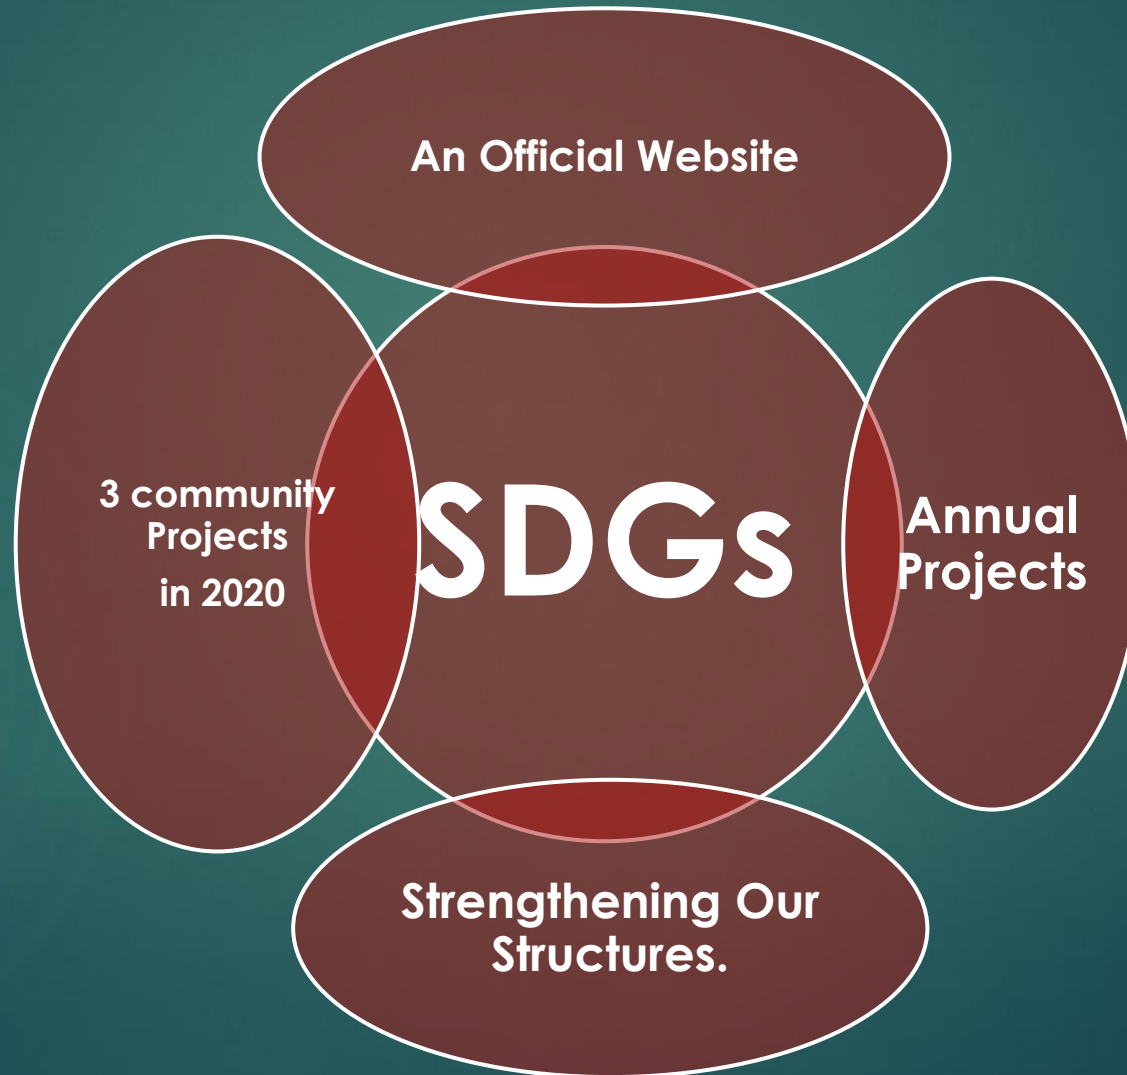 An Official Website
3 community
Projects
in 2020
SDGs
Annual
Projects
Strengthening Our
Structures.